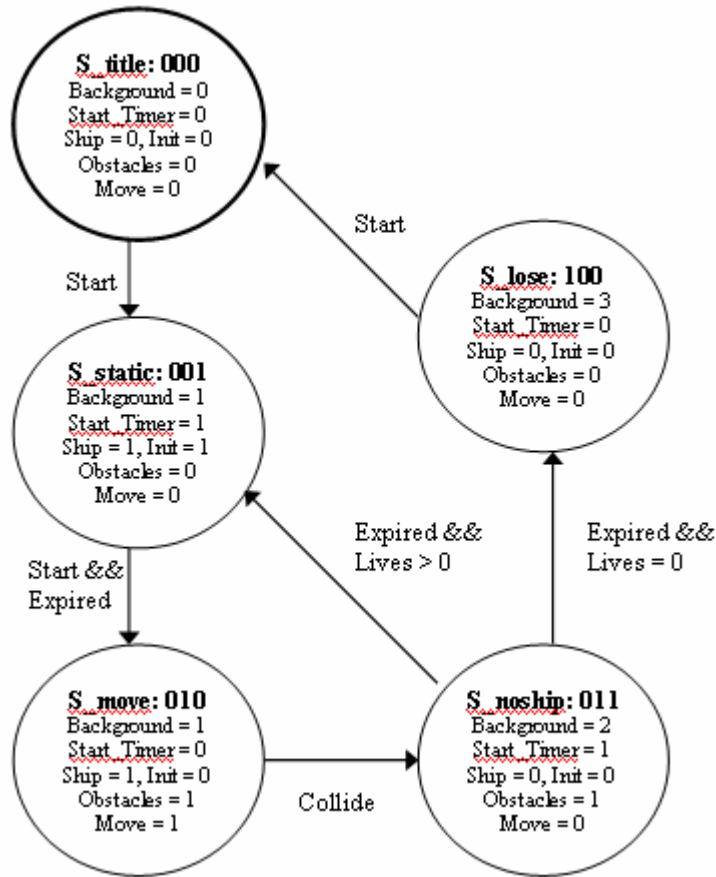 S_title: 000
Background = 0
Start_Timer = 0
Ship = 0, Init = 0
Obstacles = 0
Move = 0
Start
Start
S_lose: 100
Background = 3
Start_Timer = 0
Ship = 0, Init = 0
Obstacles = 0
Move = 0
S_static: 001
Background = 1
Start_Timer = 1
Ship = 1, Init = 1
Obstacles = 0
Move = 0
Start &&
Expired
Expired &&
Lives > 0
Expired &&
Lives = 0
S_move: 010
Background = 1
Start_Timer = 0
Ship = 1, Init = 0
Obstacles = 1
Move = 1
Collide
S_noship: 011
Background = 2
Start_Timer = 1
Ship = 0, Init = 0
Obstacles = 1
Move = 0